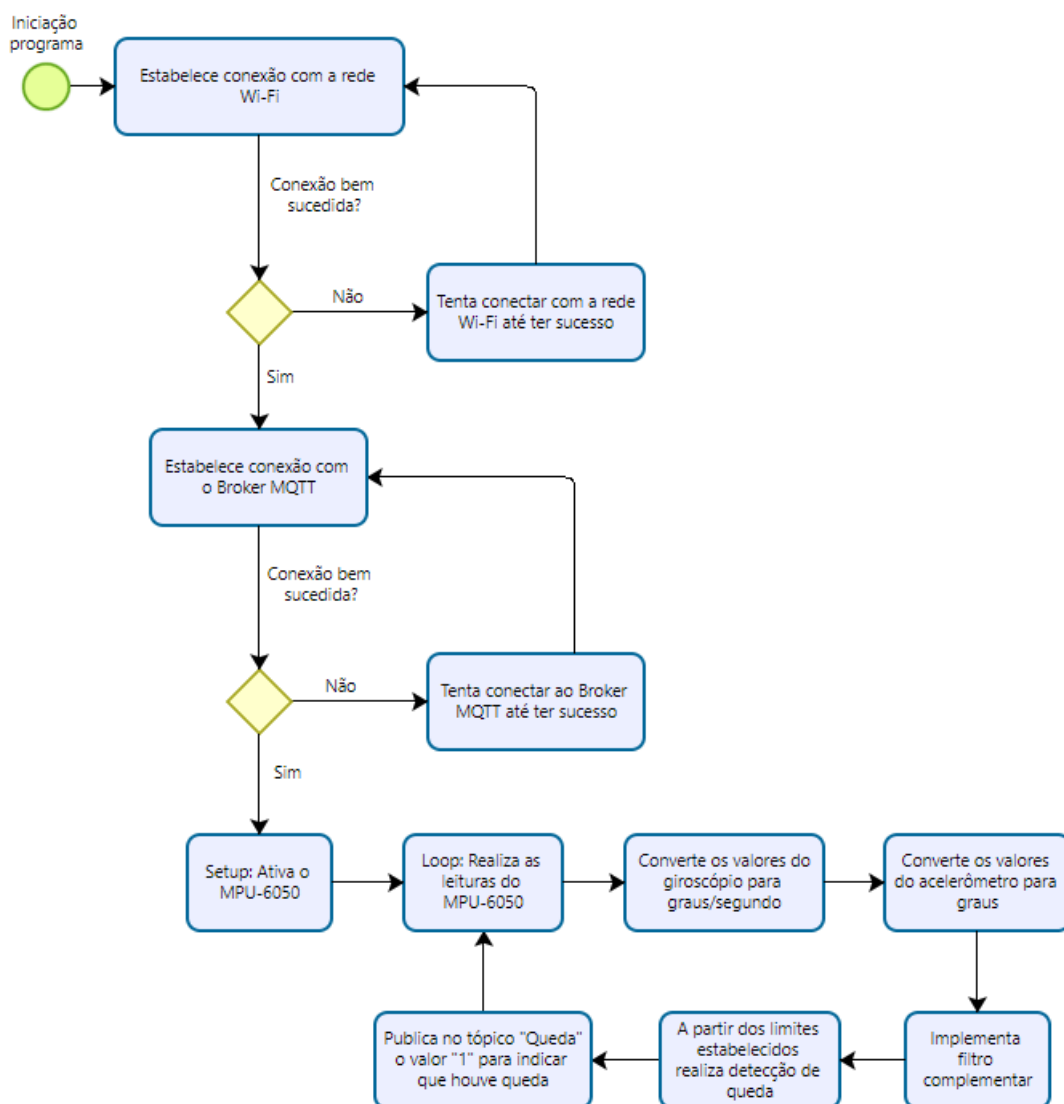 Iniciação
programa
Estabelece conexão com a rede
Wi-Fi
Conexão bem
sucedida?
Não
Tenta conectar com a rede
Wi-Fi até ter sucesso
Sim
Estabelece conexão com
o Broker MQTT
Conexão bem
sucedida?
Não
Tenta conectar ao Broker
MQTT até ter sucesso
Sim
Setup: Ativa o
MPU-6050
Loop: Realiza as
leituras do
MPU-6050
Converte os valores do
giroscópio para
graus/segundo
Converte os valores
do acelerômetro para
graus
Implementa
filtro
complementar
A partir dos limites
estabelecidos
realiza detecção de
queda
Publica no tópico "Queda"
o valor "1" para indicar
que houve queda